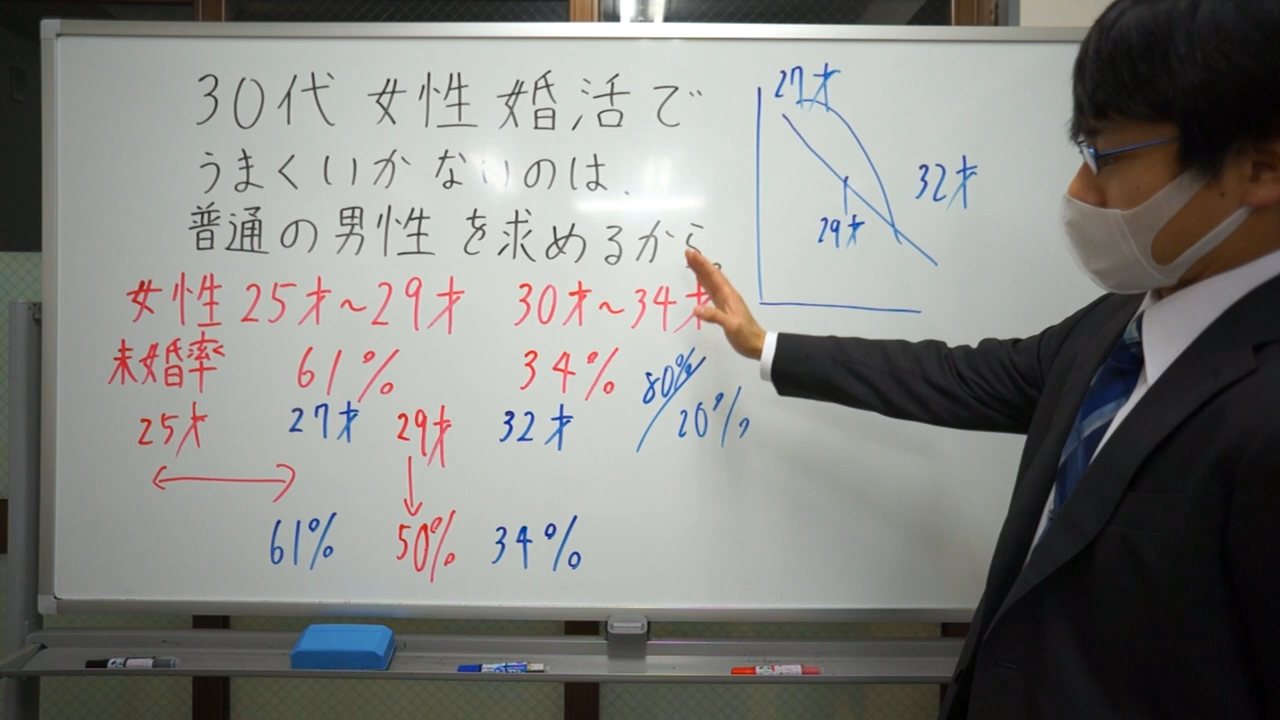 30代 女性 婚活で
うまくいかないのは、
普通の男性を求めるから。
女性 25才～29才 30才～34才
未婚率 61% 34%
25才 27才 29才 32才
61% 50% 34%
80%/20%
27才
32才
29才